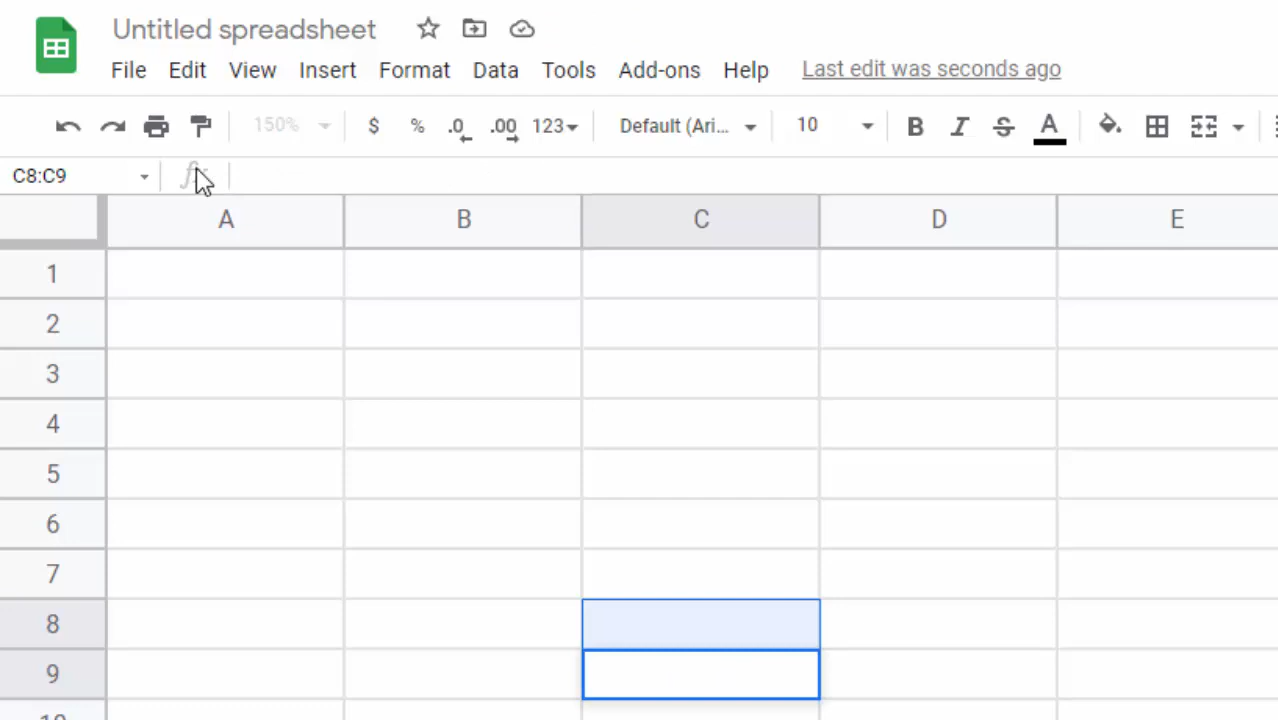 Untitled spreadsheet
File Edit View Insert Format Data Tools Add-ons Help Last edit was seconds ago
150% $ % .0 .00 123 Default (Ari... 10 B I S A
C8:C9
A B C D E
1
2
3
4
5
6
7
8
9